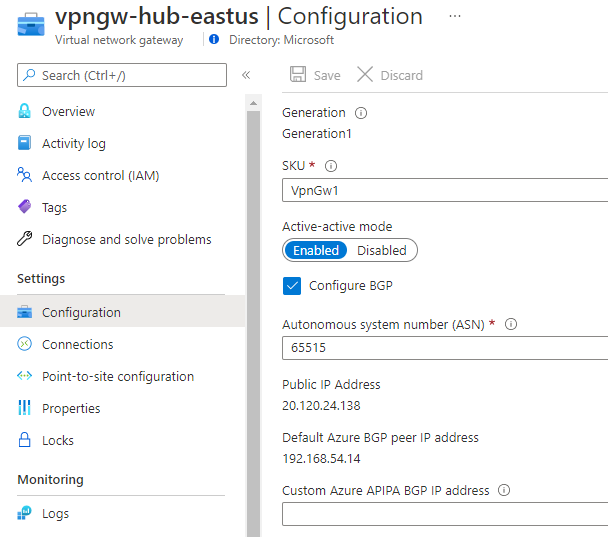 vpngw-hub-eastus | Configuration ...
Virtual network gateway Directory: Microsoft
Search (Ctrl+/) «
Overview
Activity log
Access control (IAM)
Tags
Diagnose and solve problems
Settings
Configuration
Connections
Point-to-site configuration
Properties
Locks
Monitoring
Logs
Save Discard
Generation
Generation1
SKU *
VpnGw1
Active-active mode
Enabled Disabled
Configure BGP
Autonomous system number (ASN) *
65515
Public IP Address
20.120.24.138
Default Azure BGP peer IP address
192.168.54.14
Custom Azure APIPA BGP IP address